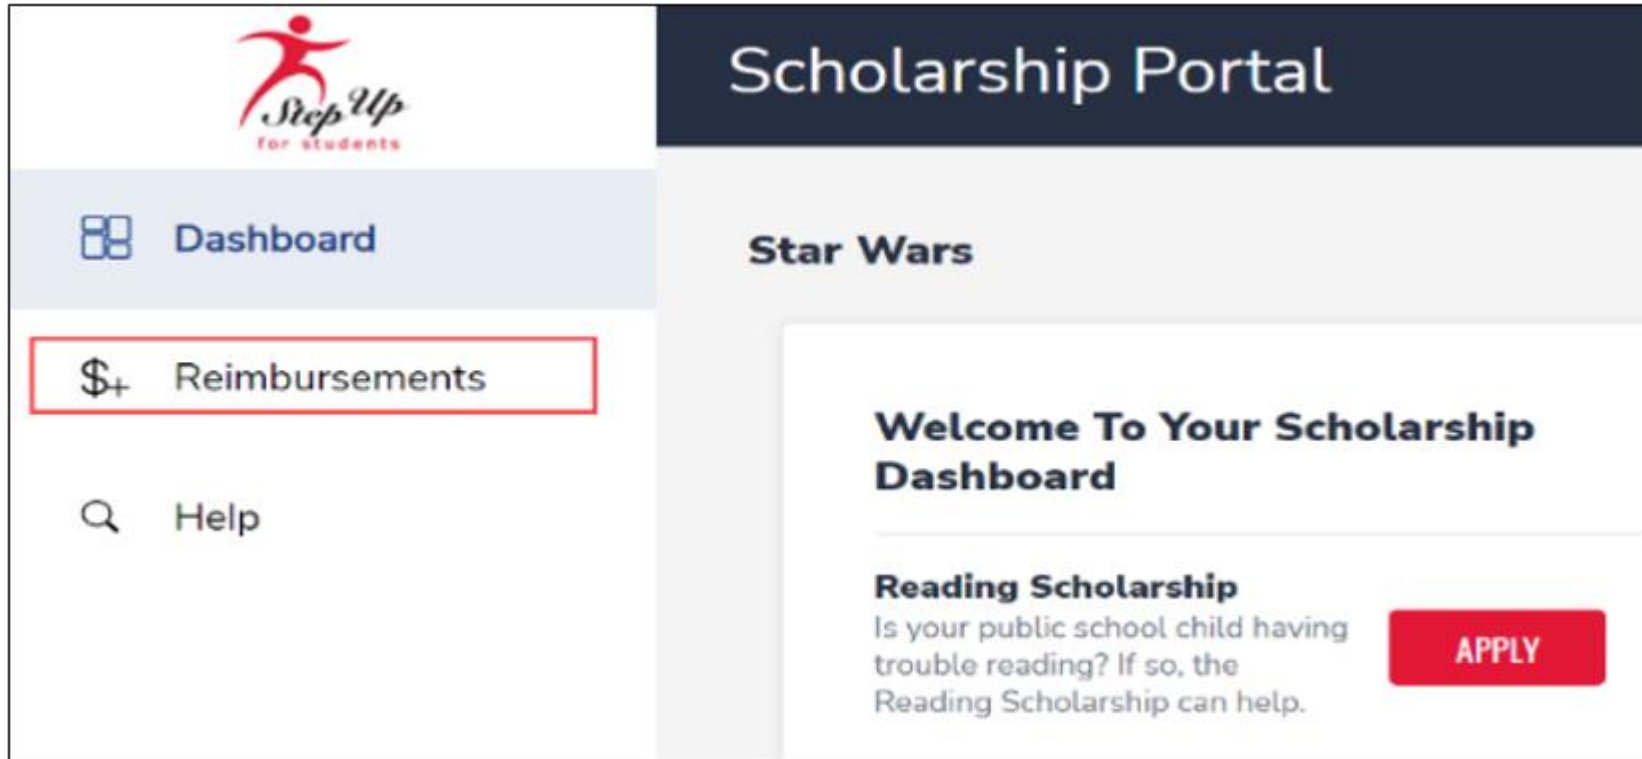 Step Up
for students
Scholarship Portal
Dashboard
Star Wars
$+ Reimbursements
Help
Welcome To Your Scholarship
Dashboard
Reading Scholarship
Is your public school child having
trouble reading? If so, the
Reading Scholarship can help.
APPLY